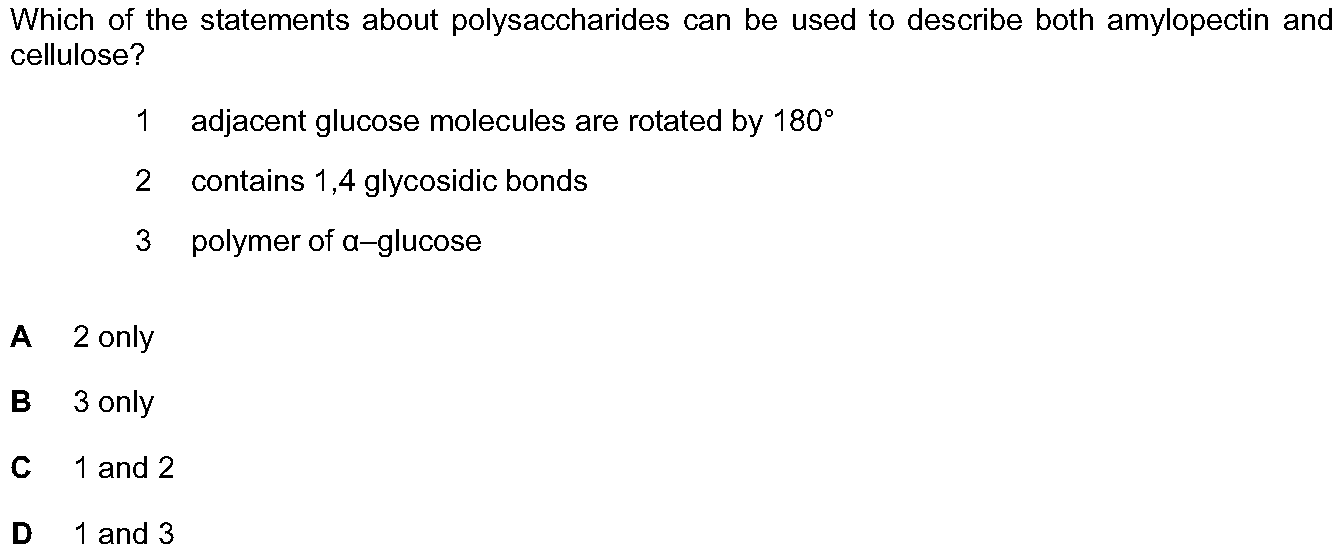 Which of the statements about polysaccharides can be used to describe both amylopectin and
cellulose?
1 adjacent glucose molecules are rotated by 180°
2 contains 1,4 glycosidic bonds
3 polymer of α–glucose
A 2 only
B 3 only
C 1 and 2
D 1 and 3